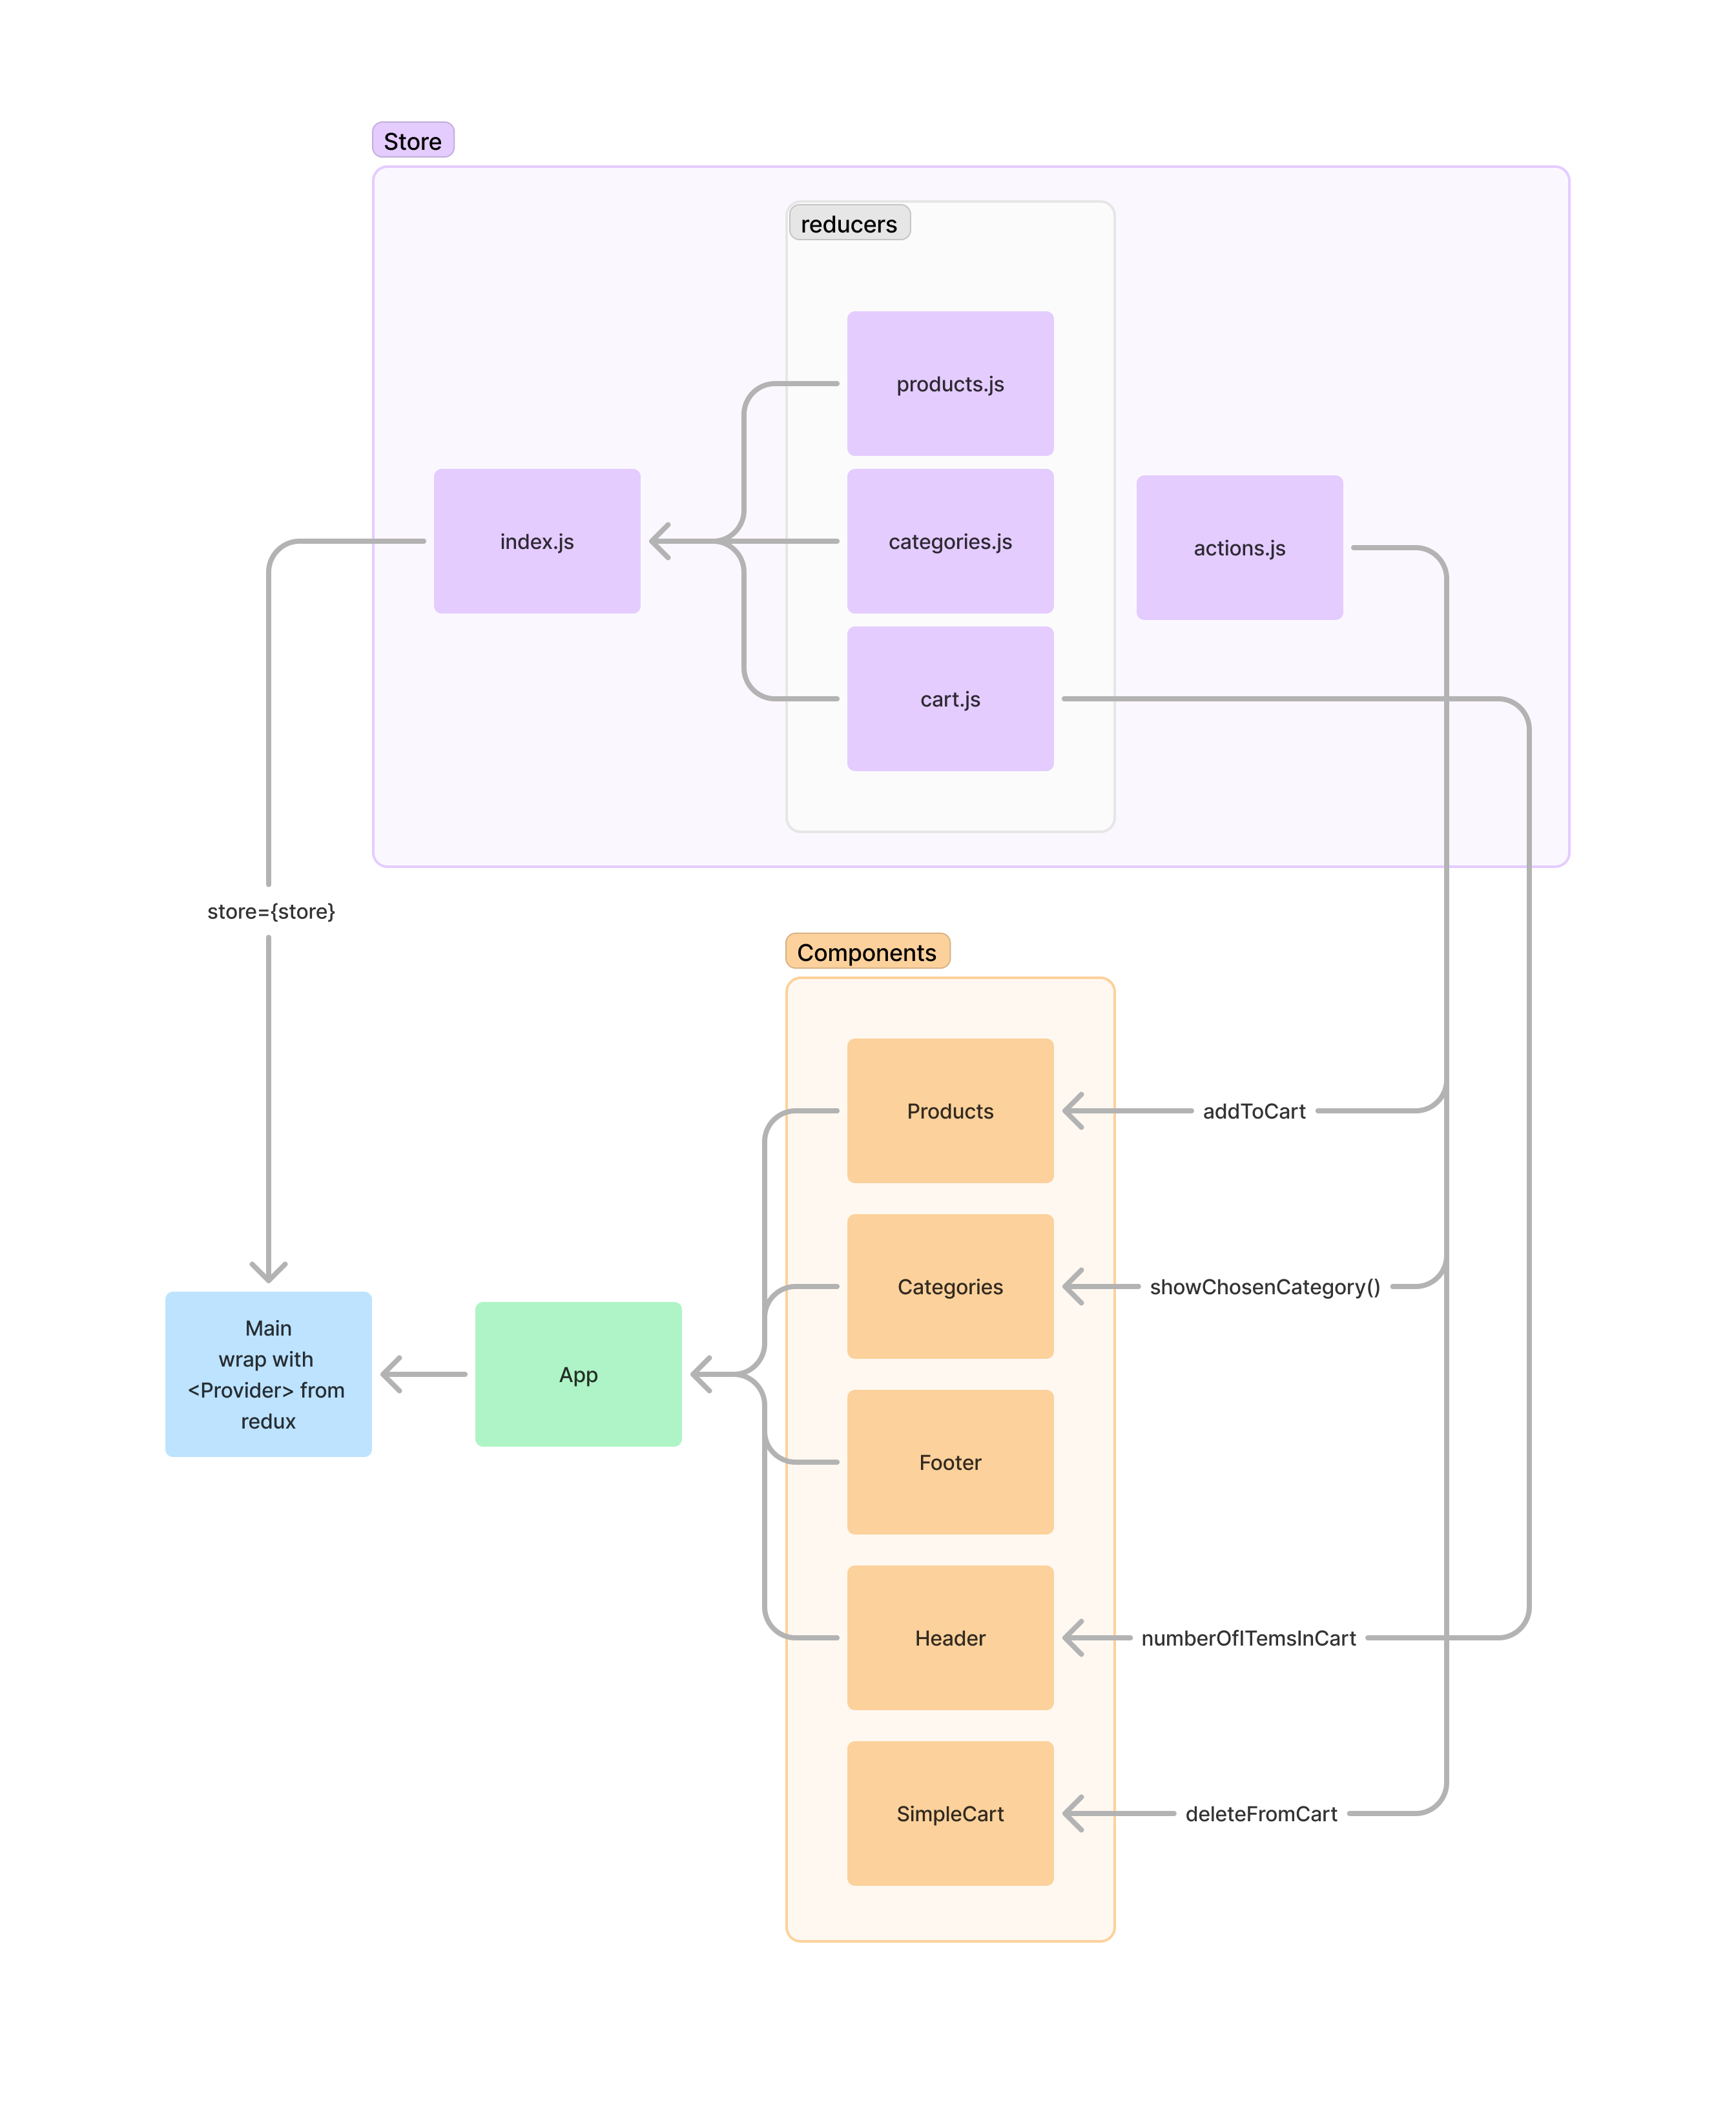 Store
reducers
products.js
index.js
categories.js
actions.js
cart.js
store={store}
Components
Products
addToCart
Categories
showChosenCategory()
Main
wrap with
<Provider> from
redux
App
Footer
Header
numberOfITemsInCart
SimpleCart
deleteFromCart